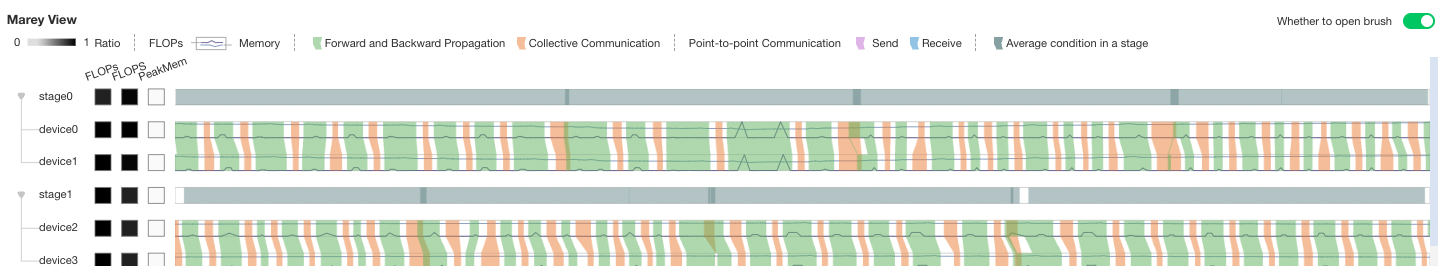 Marey View
Whether to open brush
0 1 Ratio FLOPs Memory Forward and Backward Propagation Collective Communication Point-to-point Communication Send Receive Average condition in a stage
FLOPs FLOPS PeakMem
stage0
device0
device1
stage1
device2
device3